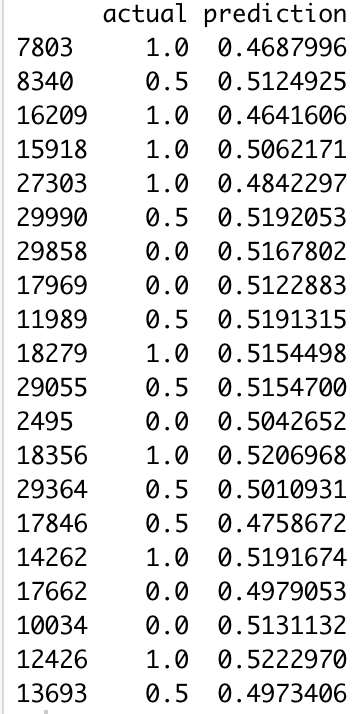 actual prediction
7803 1.0 0.4687996
8340 0.5 0.5124925
16209 1.0 0.4641606
15918 1.0 0.5062171
27303 1.0 0.4842297
29990 0.5 0.5192053
29858 0.0 0.5167802
17969 0.0 0.5122883
11989 0.5 0.5191315
18279 1.0 0.5154498
29055 0.5 0.5154700
2495 0.0 0.5042652
18356 1.0 0.5206968
29364 0.5 0.5010931
17846 0.5 0.4758672
14262 1.0 0.5191674
17662 0.0 0.4979053
10034 0.0 0.5131132
12426 1.0 0.5222970
13693 0.5 0.4973406